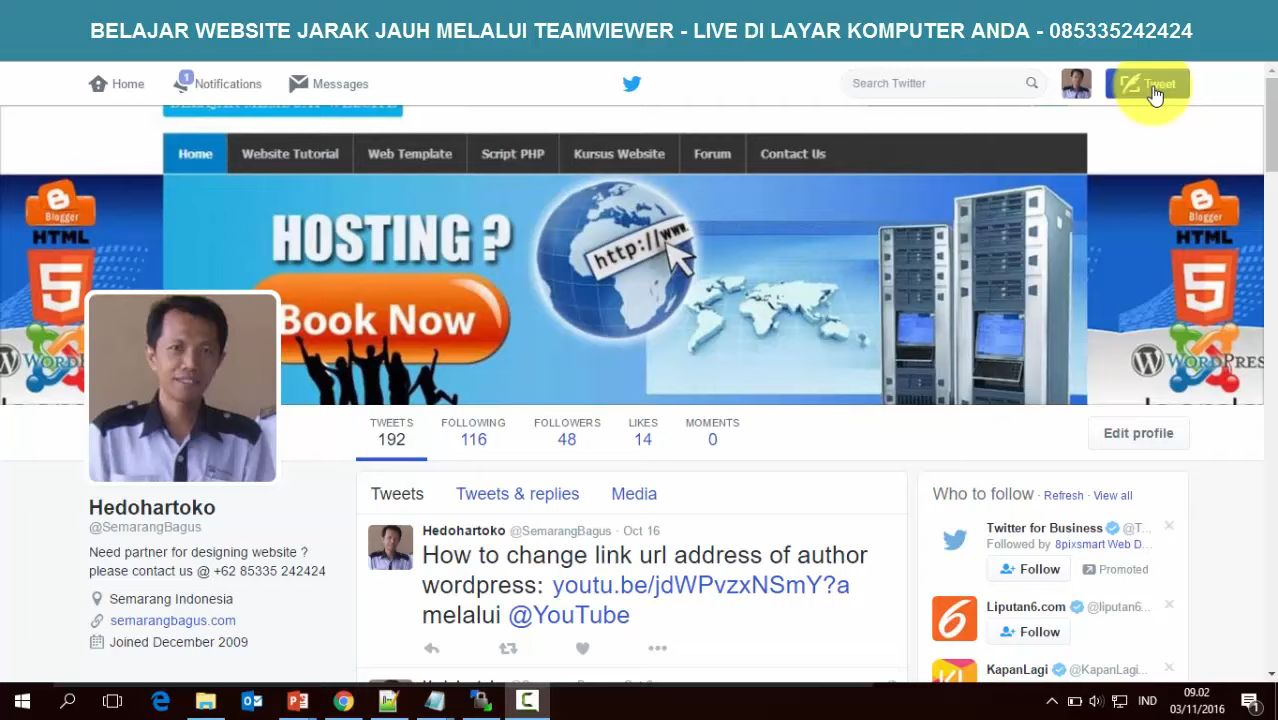 BELAJAR WEBSITE JARAK JAUH MELALUI TEAMVIEWER - LIVE DI LAYAR KOMPUTER ANDA - 085335242424
Home
1
Notifications
Messages
Search Twitter
Tweet
Home
Website Tutorial
Web Template
Script PHP
Kursus Website
Forum
Contact Us
Blogger
HTML
5
HOSTING ?
http://www.
Book Now
Blogger
HTML
5
WORDPRES
TWEETS
192
FOLLOWING
116
FOLLOWERS
48
LIKES
14
MOMENTS
0
Edit profile
Hedohartoko
@SemarangBagus
Need partner for designing website ?
please contact us @ +62 85335 242424
Semarang Indonesia
semarangbagus.com
Joined December 2009
Tweets
Tweets & replies
Media
Hedohartoko @SemarangBagus · Oct 16
How to change link url address of author
wordpress: youtu.be/jdWPvzxNSmY?a
melalui @YouTube
Who to follow · Refresh · View all
Twitter for Business @T...
Followed by 8pixsmart Web D...
Follow
Promoted
Liputan6.com @liputan6...
Follow
KapanLagi @KapanLagi...
IND
09.02
03/11/2016
1